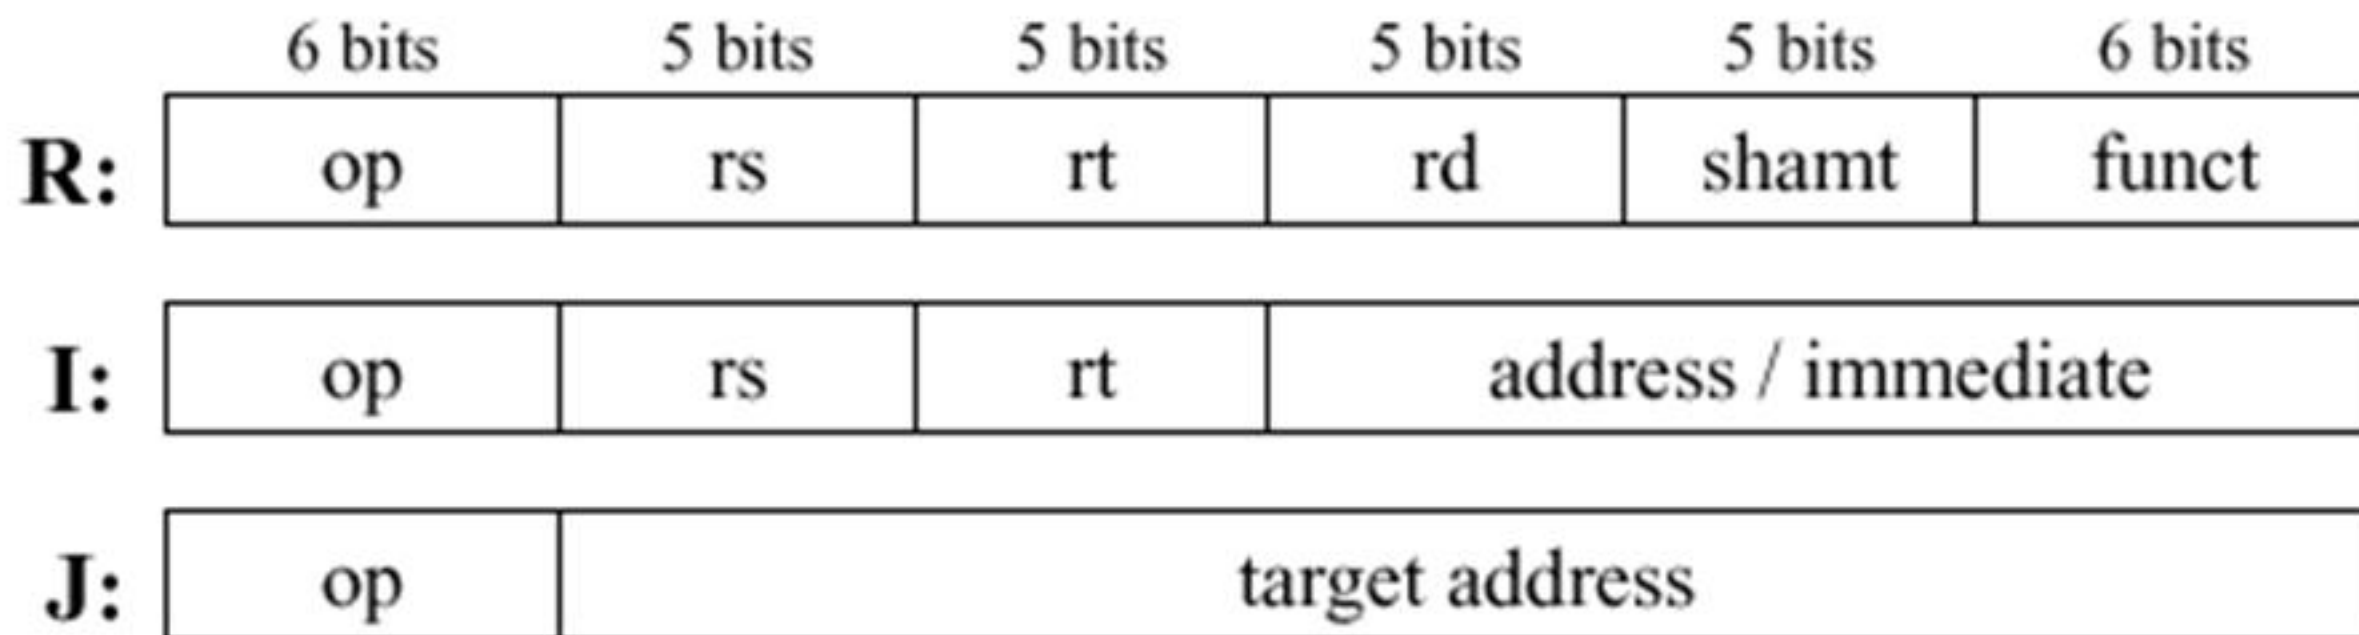 6 bits 5 bits 5 bits 5 bits 5 bits 6 bits
R: op rs rt rd shamt funct
I: op rs rt address / immediate
J: op target address